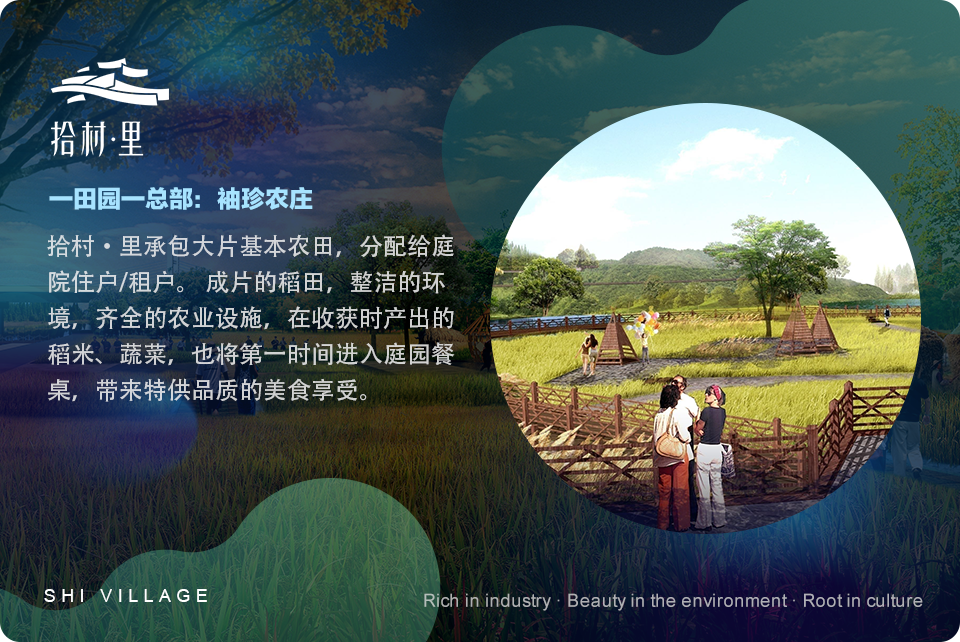 拾村·里
一田园一总部：袖珍农庄
拾村·里承包大片基本农田，分配给庭
院住户/租户。 成片的稻田，整洁的环
境，齐全的农业设施，在收获时产出的
稻米、蔬菜，也将第一时间进入庭园餐
桌，带来特供品质的美食享受。
SHI VILLAGE
Rich in industry · Beauty in the environment · Root in culture